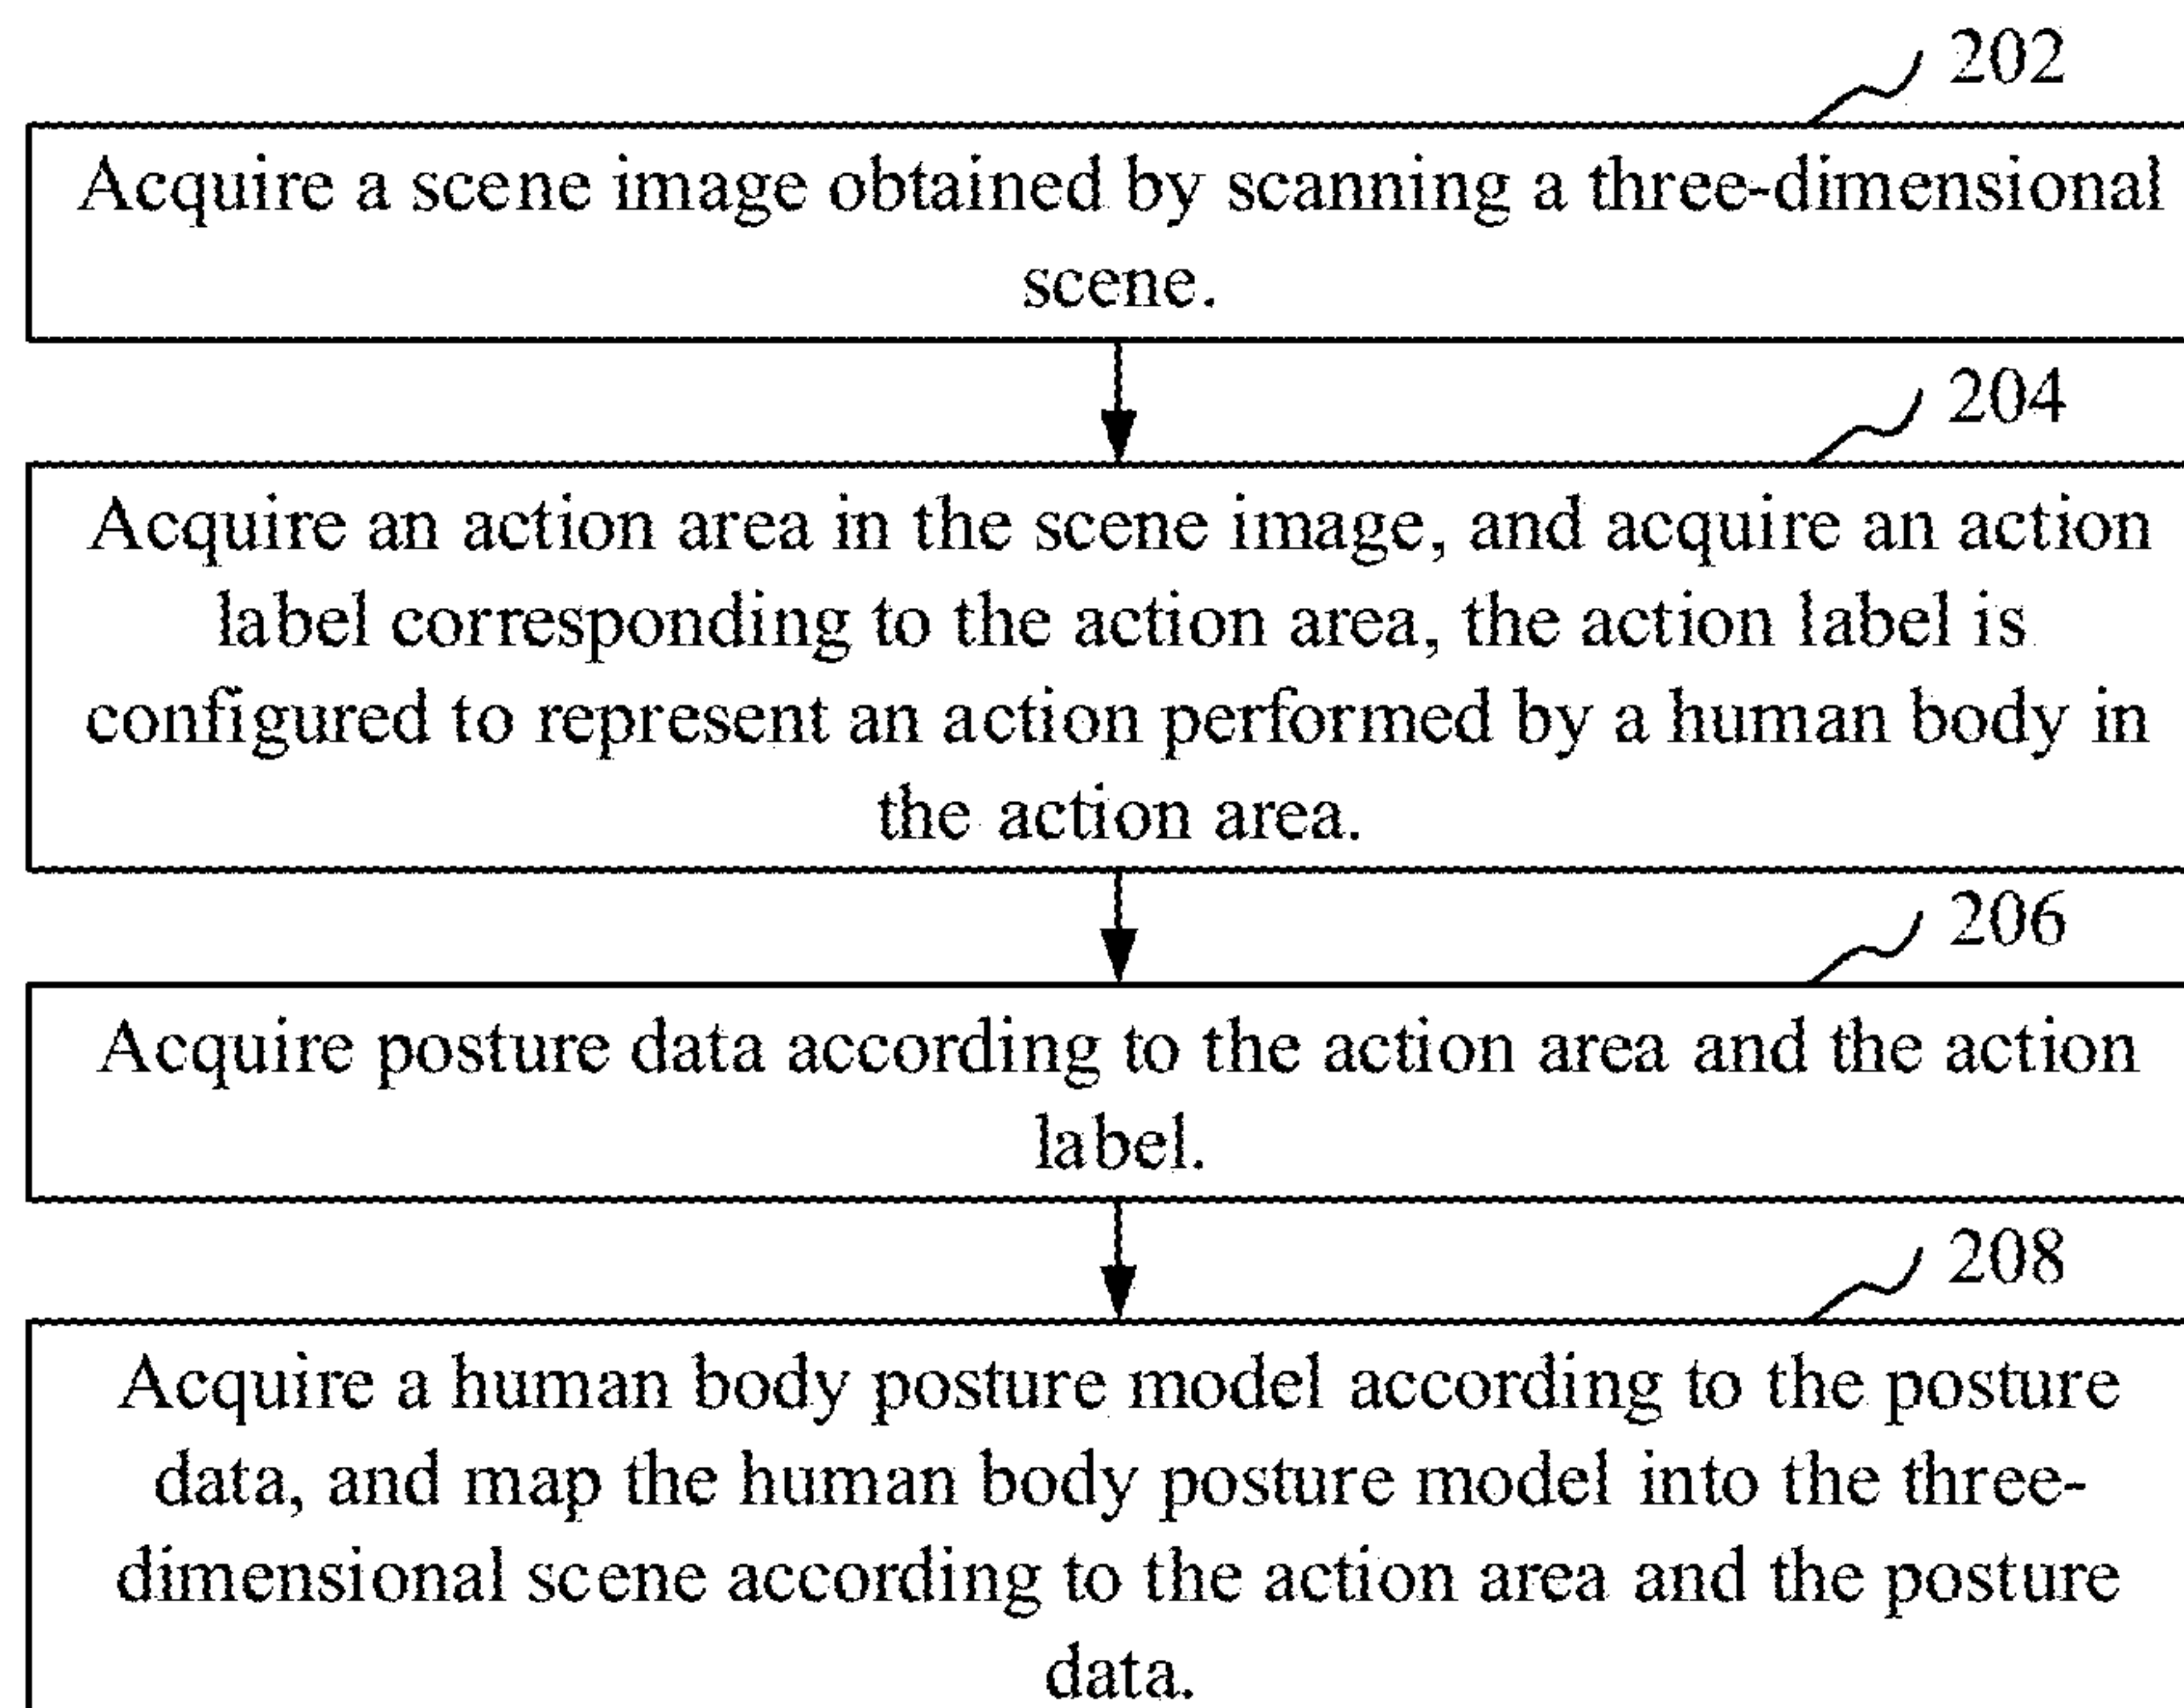 202
Acquire a scene image obtained by scanning a three-dimensional
scene.
204
Acquire an action area in the scene image, and acquire an action
label corresponding to the action area, the action label is
configured to represent an action performed by a human body in
the action area.
206
Acquire posture data according to the action area and the action
label.
208
Acquire a human body posture model according to the posture
data, and map the human body posture model into the three-
dimensional scene according to the action area and the posture
data.